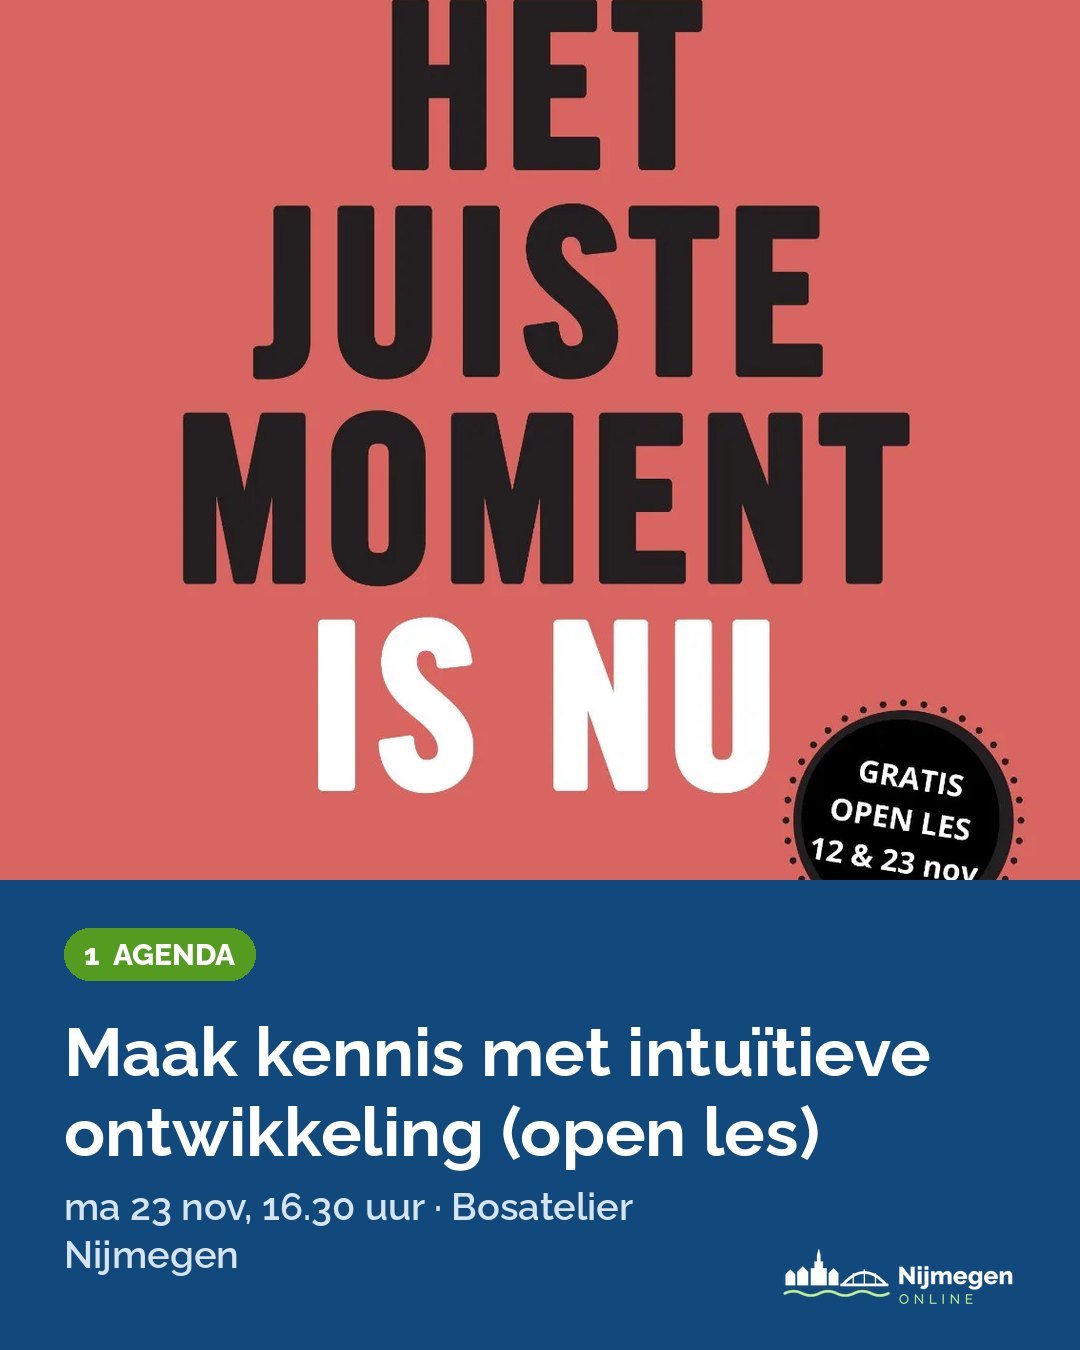 HET
JUISTE
MOMENT
IS NU
GRATIS
OPEN LES
12 & 23 nov
1 AGENDA
Maak kennis met intuïtieve
ontwikkeling (open les)
ma 23 nov, 16.30 uur · Bosatelier
Nijmegen
Nijmegen
ONLINE